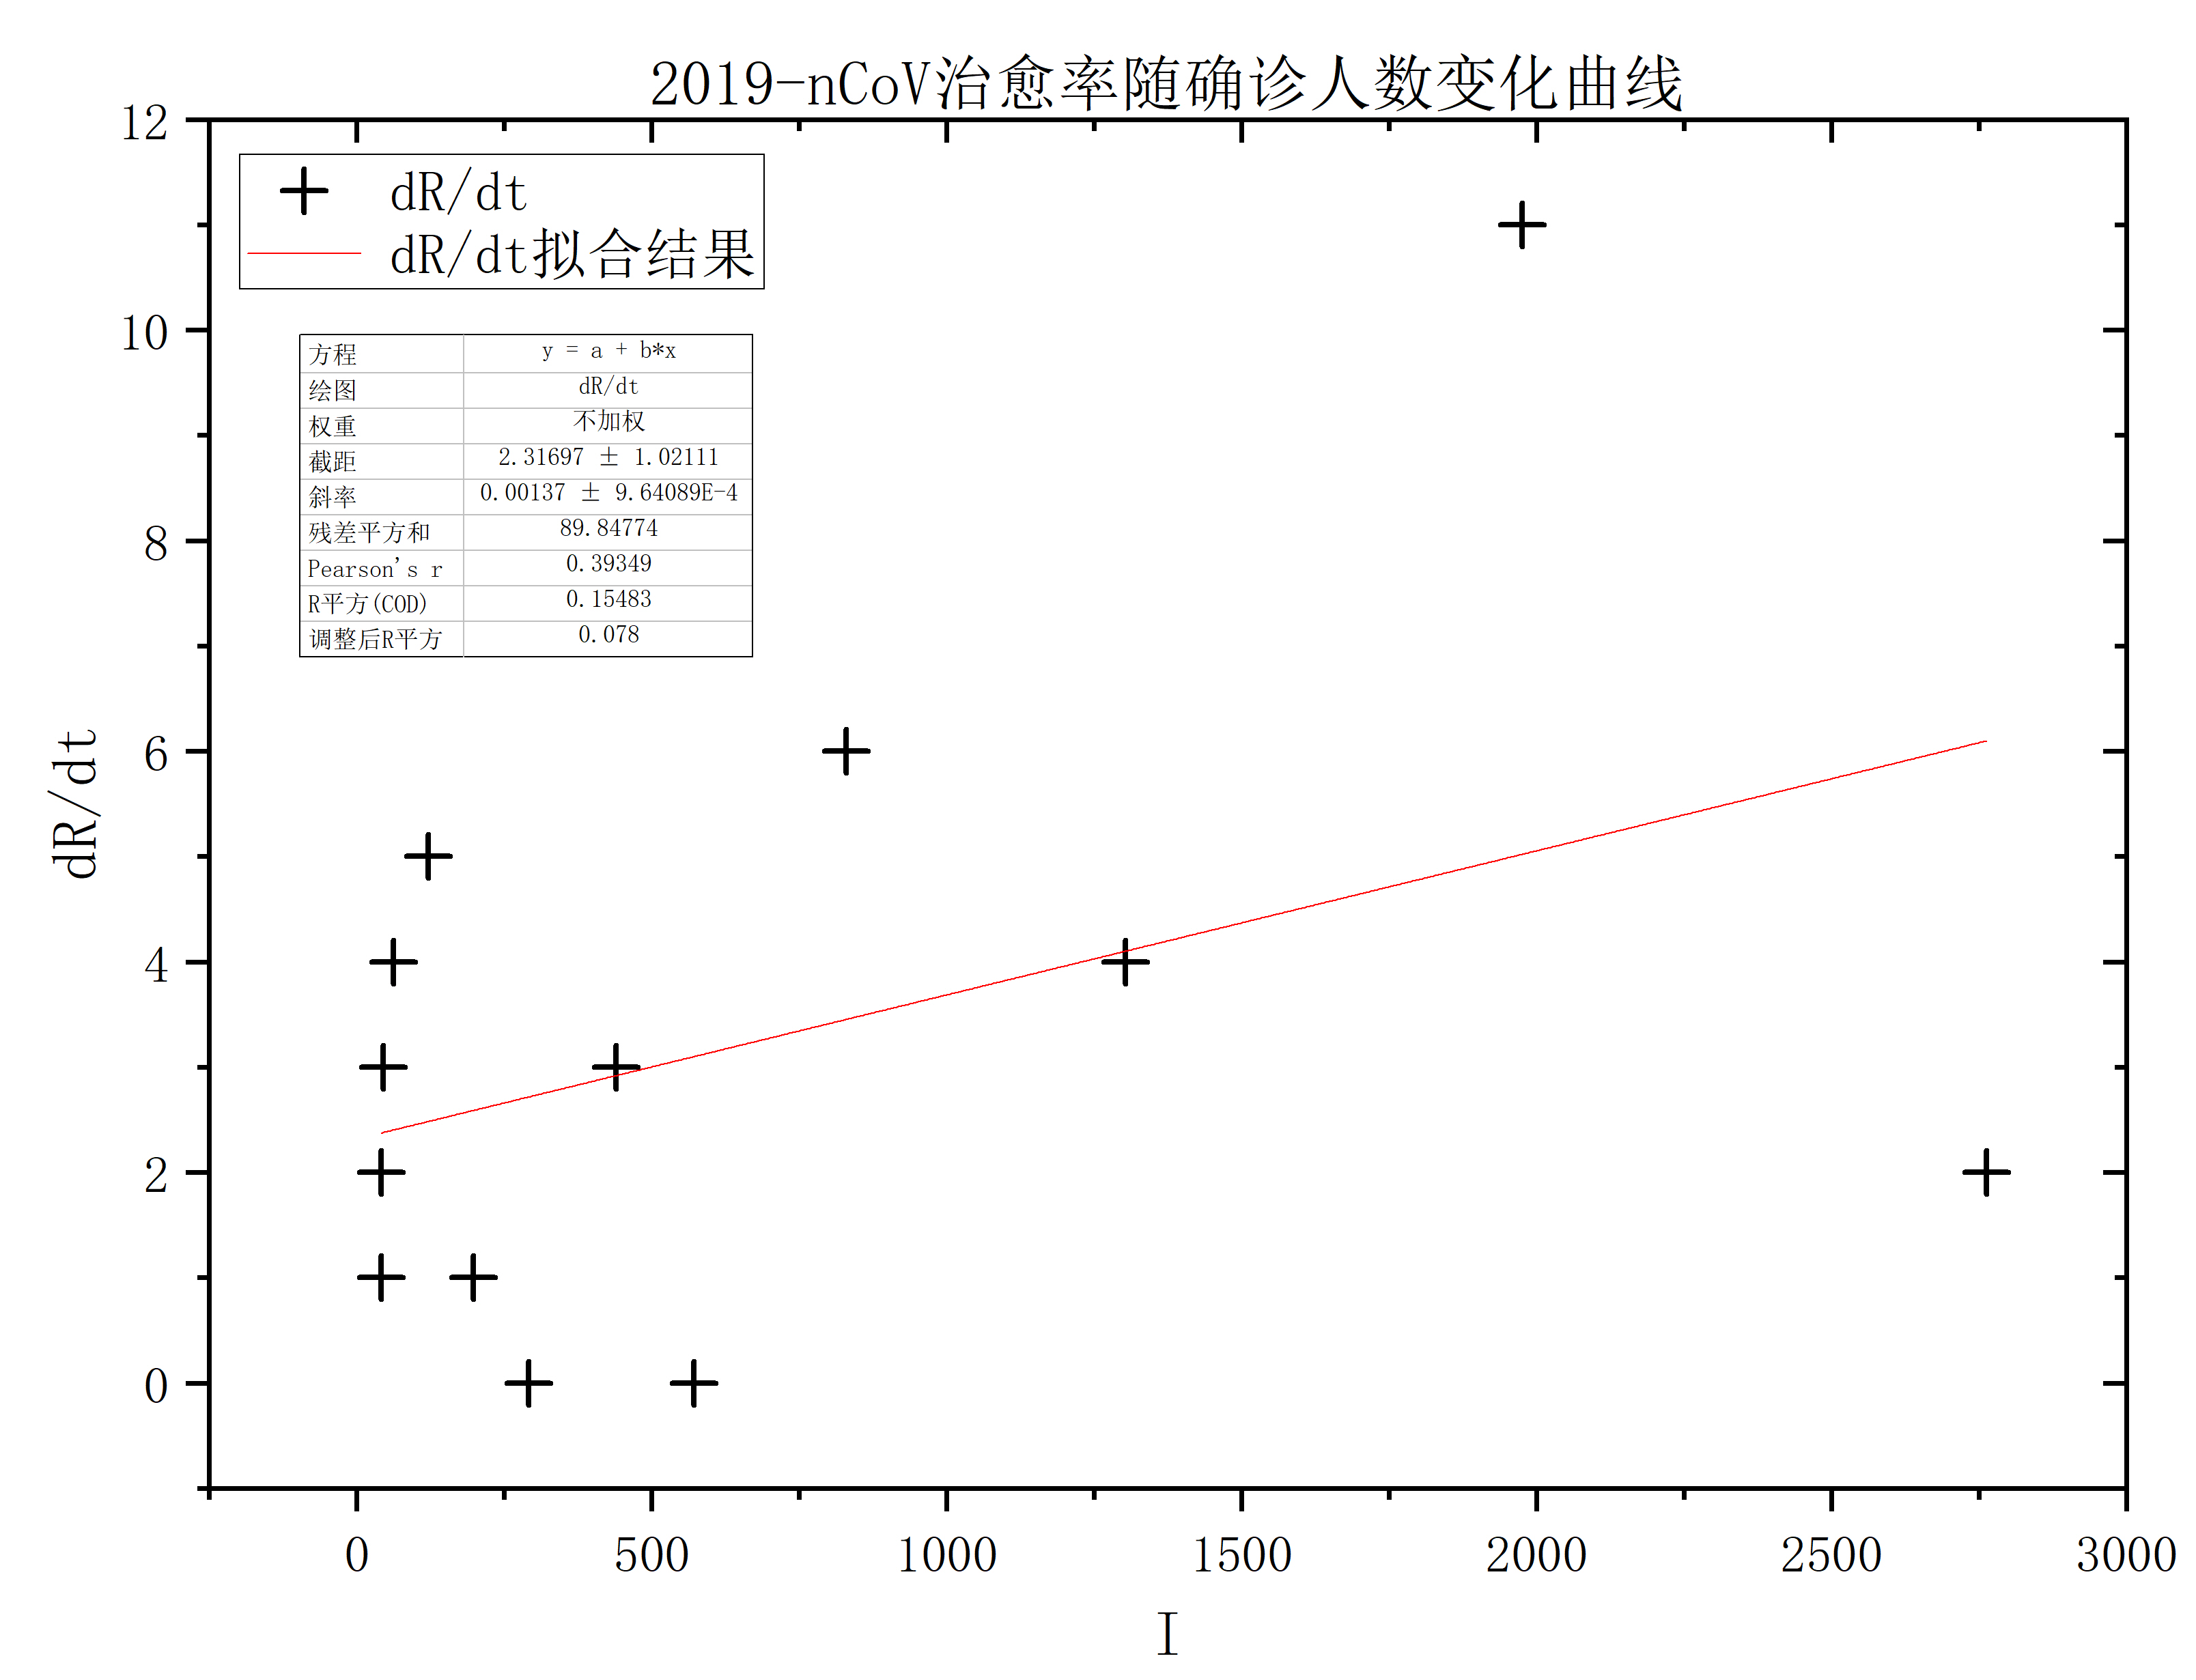 2019-nCoV治愈率随确诊人数变化曲线
12
10
8
6
4
2
0
dR/dt
dR/dt
dR/dt拟合结果
方程 y = a + b*x
绘图 dR/dt
权重 不加权
截距 2.31697 ± 1.02111
斜率 0.00137 ± 9.64089E-4
残差平方和 89.84774
Pearson's r 0.39349
R平方(COD) 0.15483
调整后R平方 0.078
0 500 1000 1500 2000 2500 3000
I